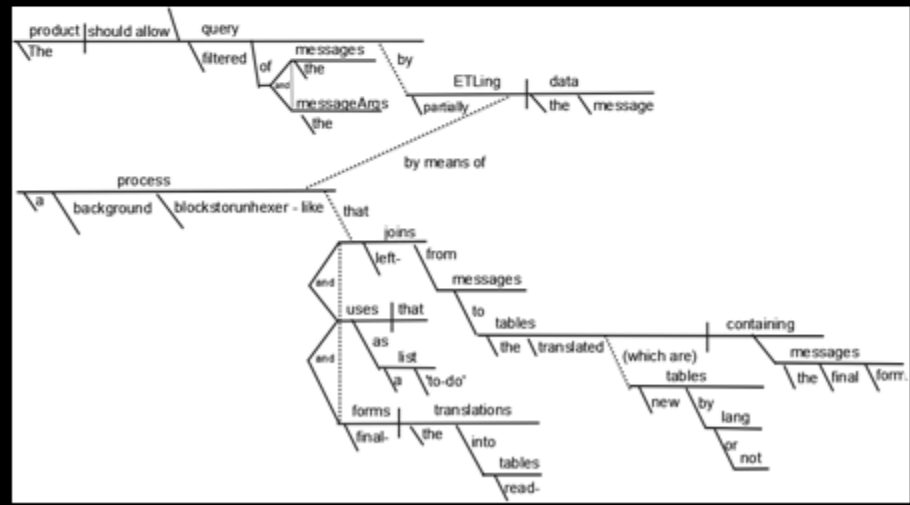 product should allow query
The
filtered of messages by
the
and
messageArgs
the
ETLing data
partially the message
by means of
process
a background blockstorunhexer - like that
joins
left- from
and
messages
uses that to
tables containing
as the translated (which are)
list messages
and
a 'to-do' the final form.
tables
new by
lang
or
not
forms translations
final- the into
tables
read-